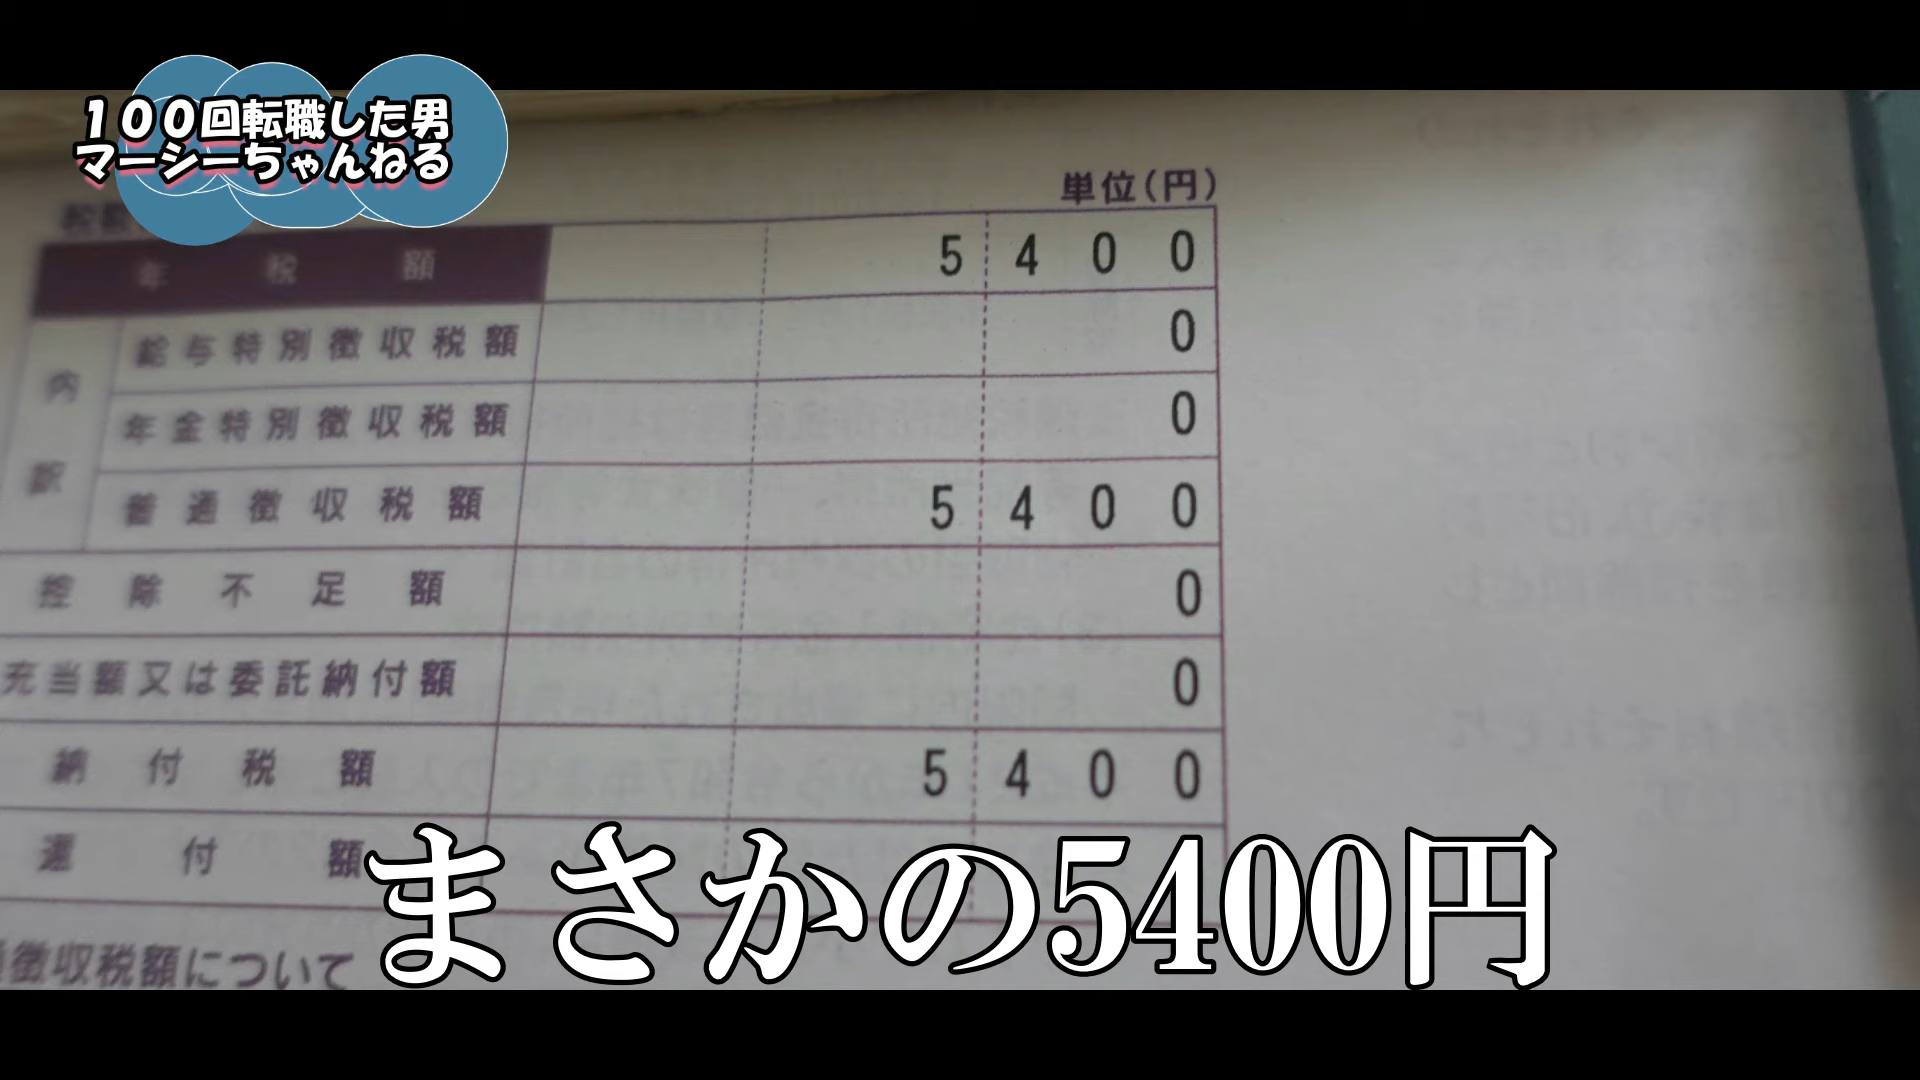 100回転職した男
マーシーちゃんねる
単位(円)
年税額 5400
内訳
給与特別徴収税額 0
年金特別徴収税額 0
普通徴収税額 5400
控除不足額 0
充当額又は委託納付額 0
納付税額 5400
還付額
まさかの5400円
徴収税額について